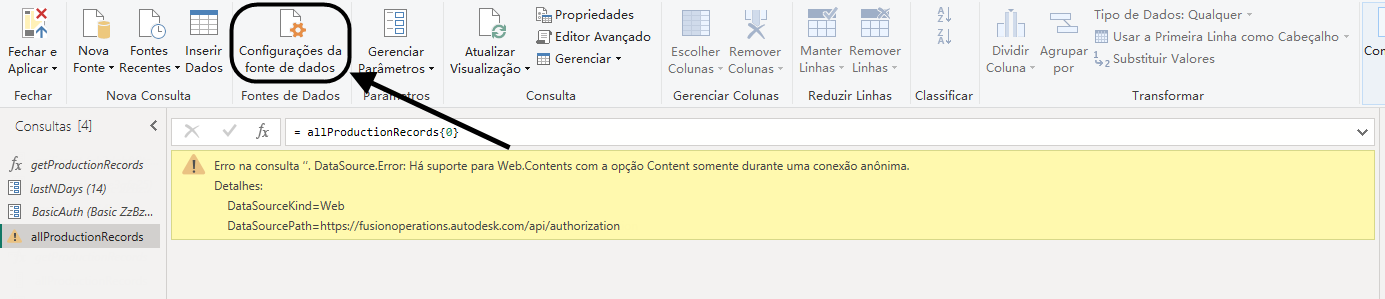 Fechar e
Aplicar
Fechar
Nova
Fonte
Fontes
Recentes
Inserir
Dados
Nova Consulta
Configurações da
fonte de dados
Fontes de Dados
Gerenciar
Parâmetros
Parâmetros
Atualizar
Visualização
Propriedades
Editor Avançado
Gerenciar
Consulta
Escolher
Colunas
Remover
Colunas
Gerenciar Colunas
Manter
Linhas
Remover
Linhas
Reduzir Linhas
A
Z
Z
A
Classificar
Dividir
Coluna
Agrupar
por
Tipo de Dados: Qualquer
Usar a Primeira Linha como Cabeçalho
1
2
Substituir Valores
Transformar
Com
Consultas [4]
fx
= allProductionRecords{0}
fx getProductionRecords
lastNDays (14)
BasicAuth (Basic ZzBz...
allProductionRecords
Erro na consulta ''. DataSource.Error: Há suporte para Web.Contents com a opção Content somente durante uma conexão anônima.
Detalhes:
DataSourceKind=Web
DataSourcePath=https://fusionoperations.autodesk.com/api/authorization